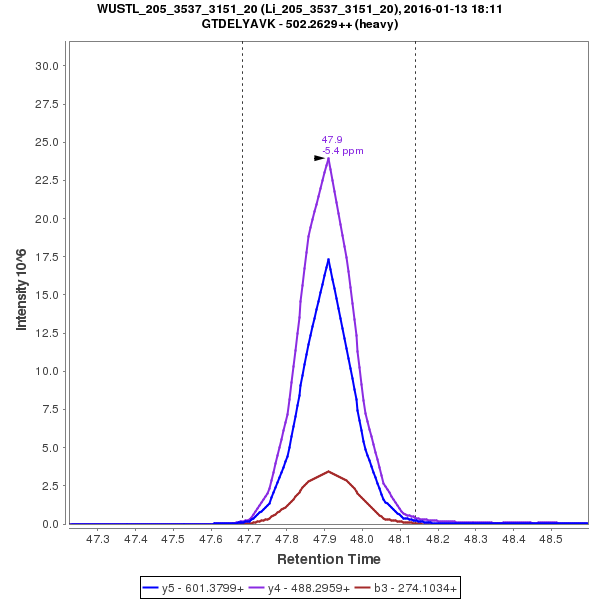 WUSTL_205_3537_3151_20 (Li_205_3537_3151_20), 2016-01-13 18:11
GTDELYAVK - 502.2629++ (heavy)
47.9
-5.4 ppm
30.0
27.5
25.0
22.5
20.0
17.5
15.0
12.5
10.0
7.5
5.0
2.5
0.0
Intensity 10^6
47.3 47.4 47.5 47.6 47.7 47.8 47.9 48.0 48.1 48.2 48.3 48.4 48.5
Retention Time
y5 - 601.3799+ y4 - 488.2959+ b3 - 274.1034+